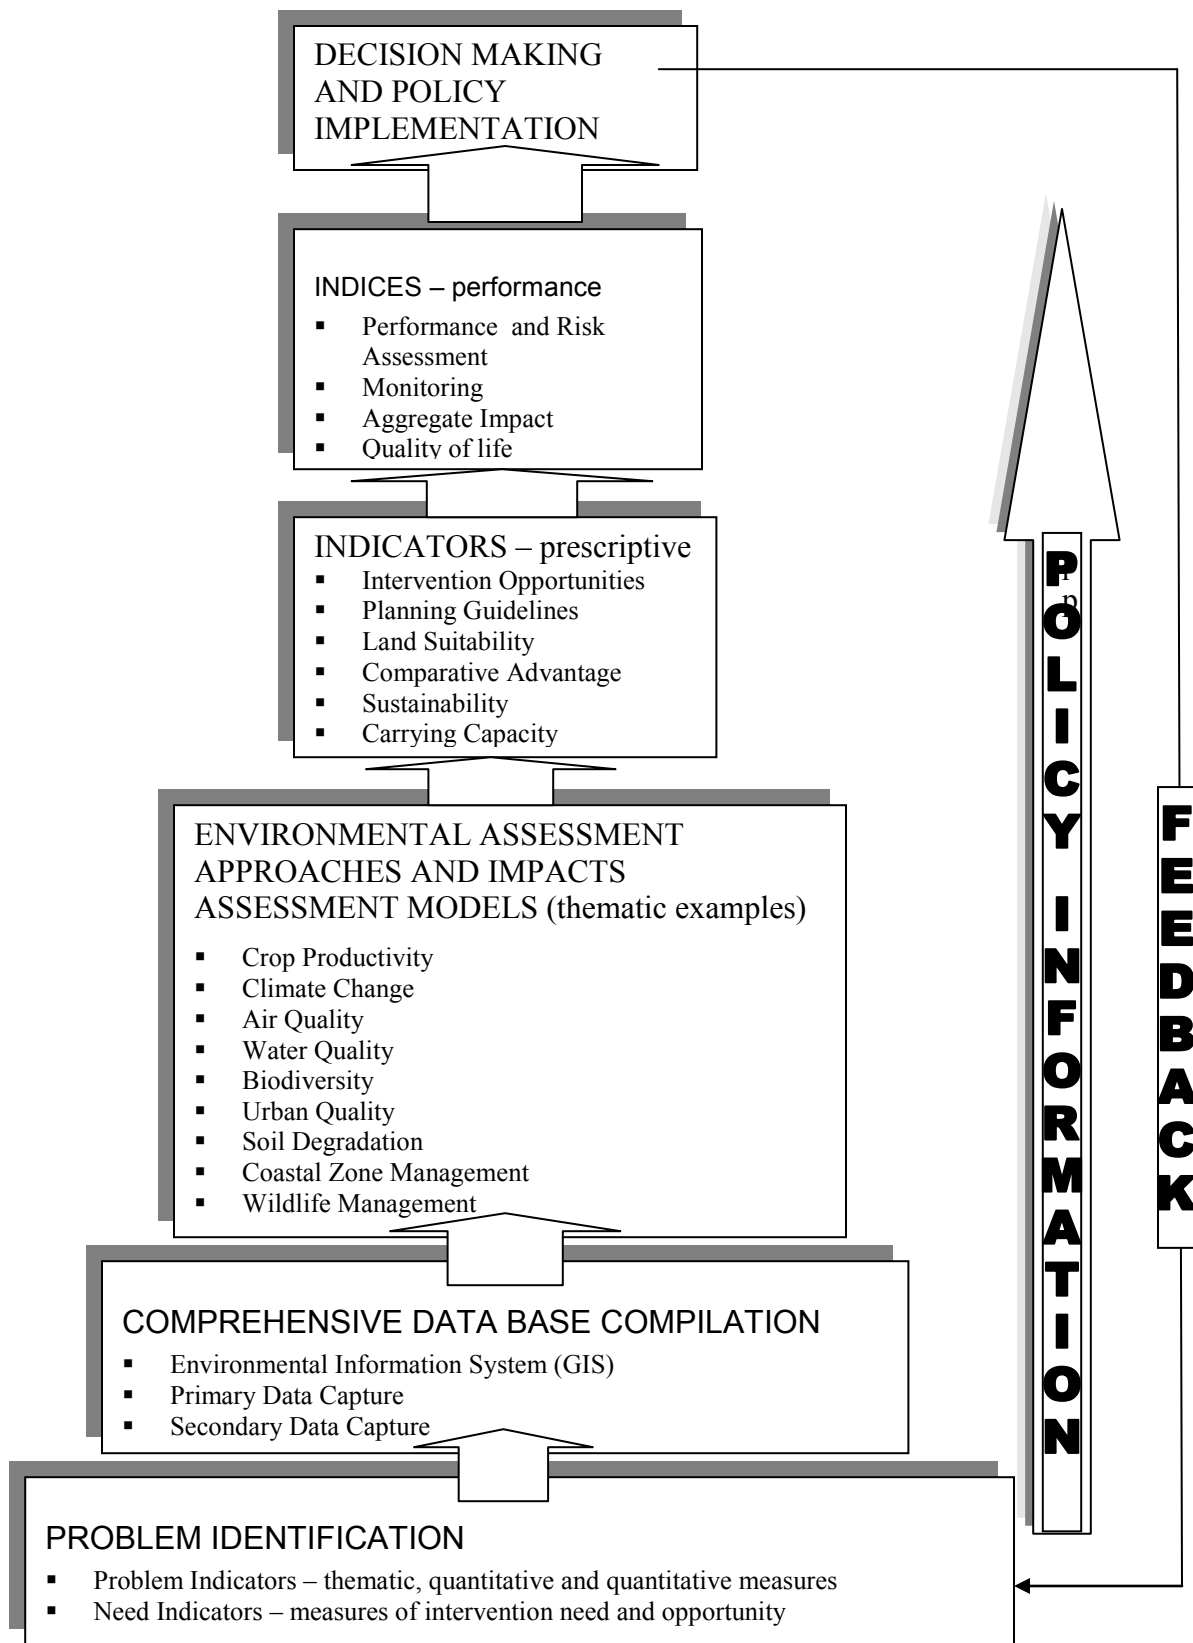 DECISION MAKING
AND POLICY
IMPLEMENTATION
INDICES – performance
▪ Performance and Risk
Assessment
▪ Monitoring
▪ Aggregate Impact
▪ Quality of life
INDICATORS – prescriptive
▪ Intervention Opportunities
▪ Planning Guidelines
▪ Land Suitability
▪ Comparative Advantage
▪ Sustainability
▪ Carrying Capacity
ENVIRONMENTAL ASSESSMENT
APPROACHES AND IMPACTS
ASSESSMENT MODELS (thematic examples)
▪ Crop Productivity
▪ Climate Change
▪ Air Quality
▪ Water Quality
▪ Biodiversity
▪ Urban Quality
▪ Soil Degradation
▪ Coastal Zone Management
▪ Wildlife Management
COMPREHENSIVE DATA BASE COMPILATION
▪ Environmental Information System (GIS)
▪ Primary Data Capture
▪ Secondary Data Capture
PROBLEM IDENTIFICATION
▪ Problem Indicators – thematic, quantitative and quantitative measures
▪ Need Indicators – measures of intervention need and opportunity
POLICY INFORMATION
FEEDBACK